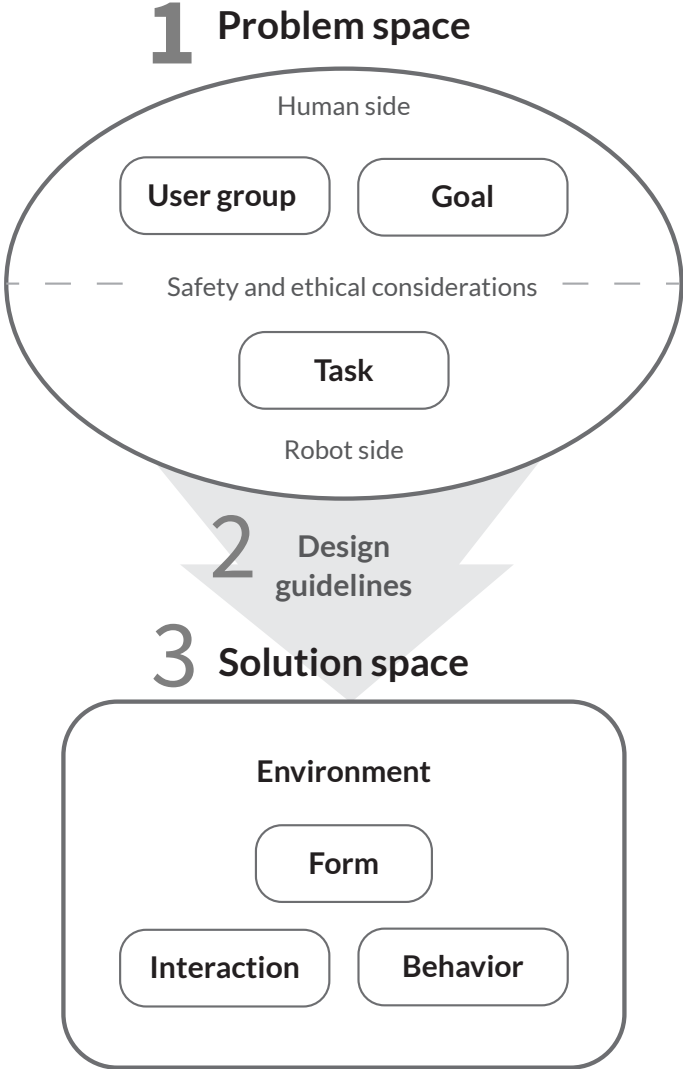 1 Problem space
Human side
User group
Goal
Safety and ethical considerations
Task
Robot side
2 Design
guidelines
3 Solution space
Environment
Form
Interaction
Behavior